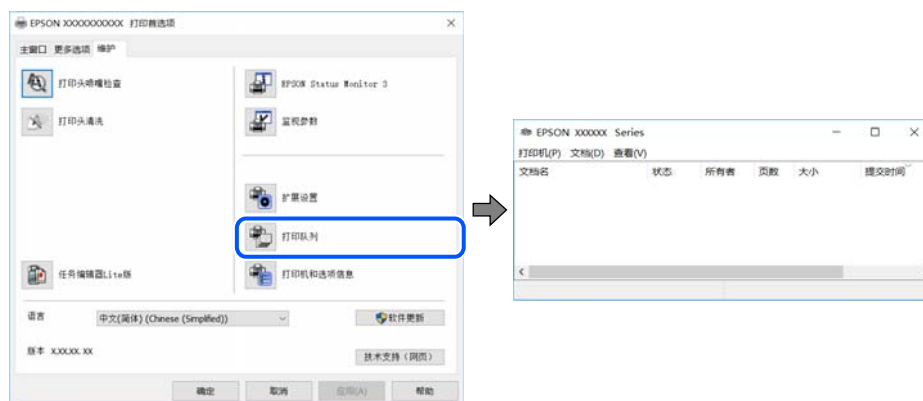 EPSON XXXXXXXXXX 打印首选项
主窗口 更多选项 维护
打印头喷嘴检查
EPSON Status Monitor 3
打印头清洗
监视参数
扩展设置
打印队列
任务编辑器Lite版
打印机和选项信息
语言
中文(简体) (Chinese (Simplified))
软件更新
版本 X.XX.XX.XX
技术支持（网页）
确定 取消 应用(A) 帮助
EPSON XXXXXX Series
打印机(P) 文档(D) 查看(V)
文档名 状态 所有者 页数 大小 提交时间